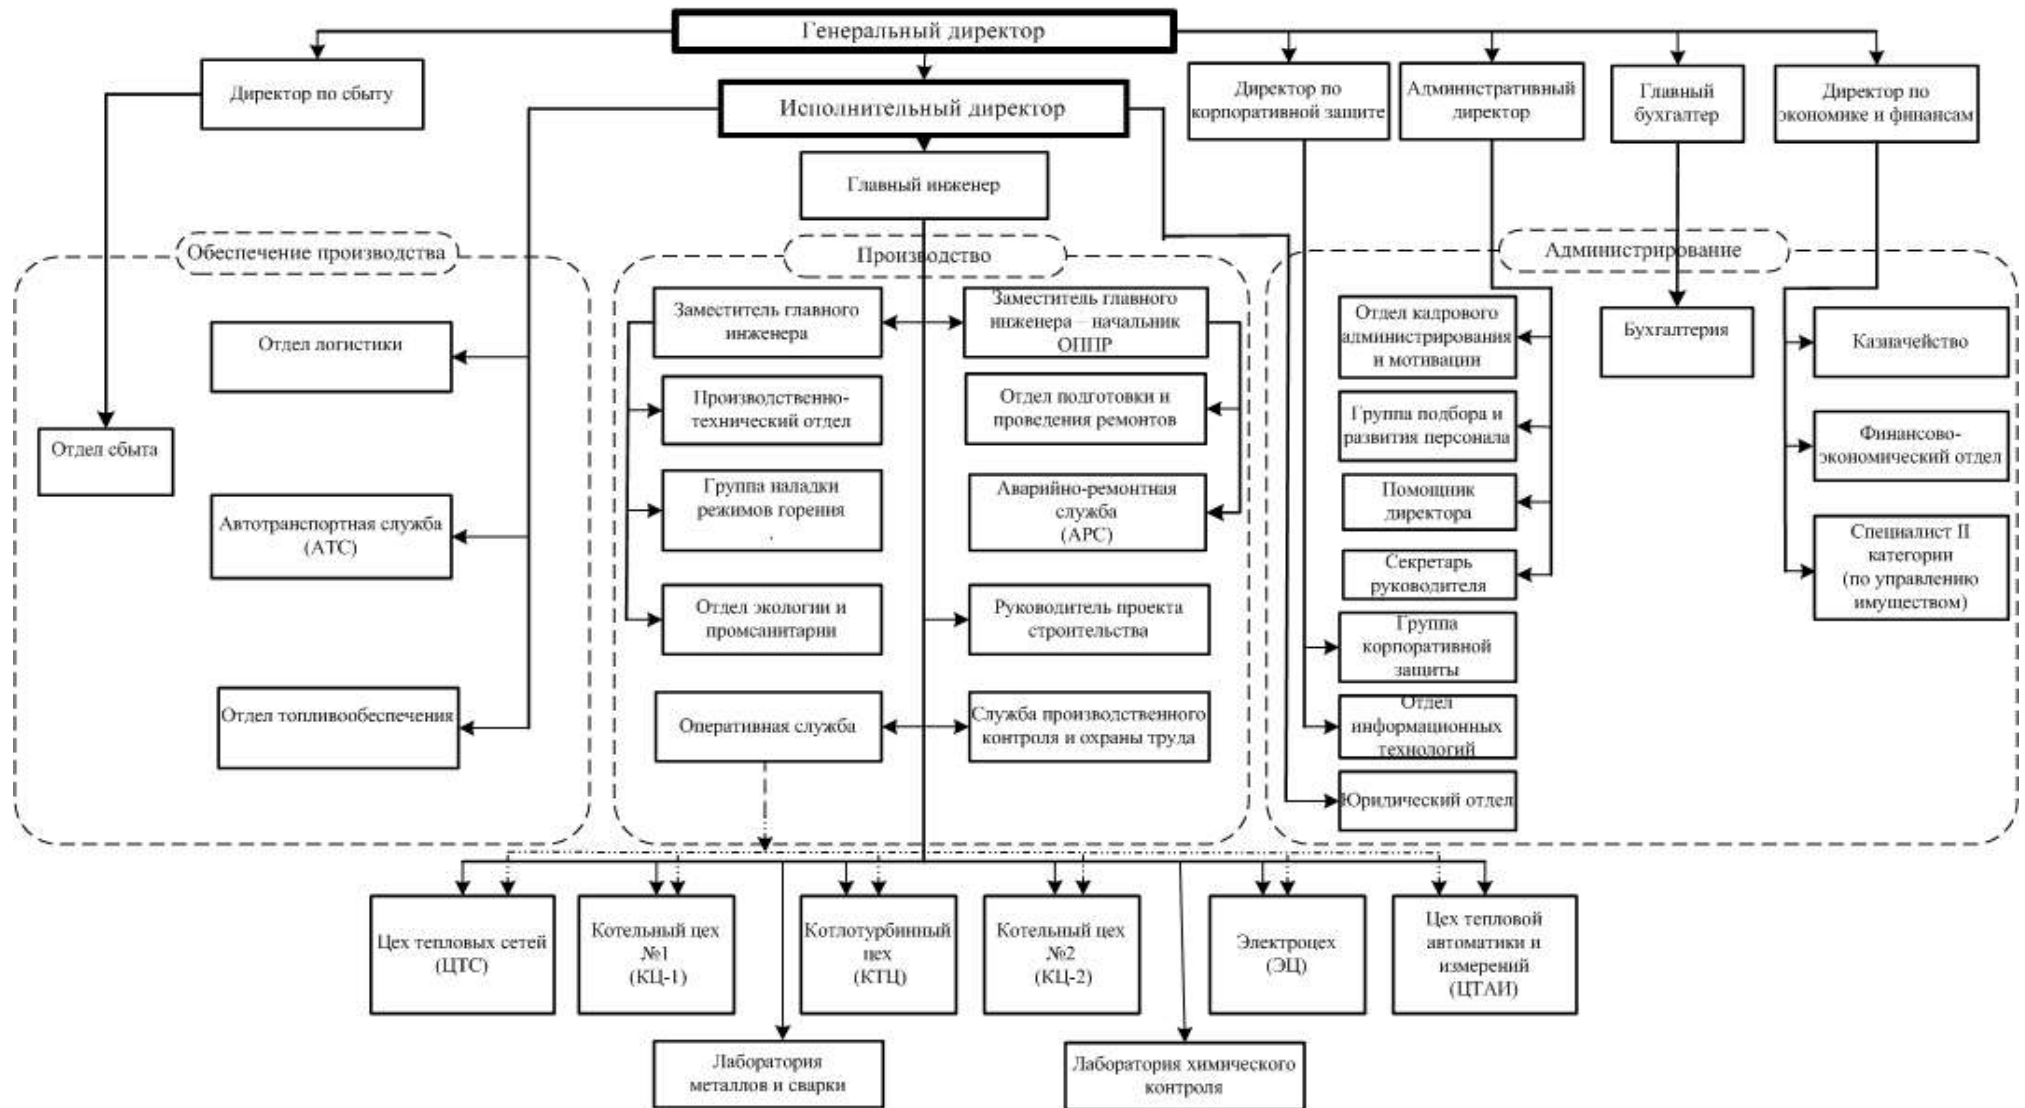 Генеральный директор
Директор по сбыту
Исполнительный директор
Директор по
корпоративной защите
Административный
директор
Главный
бухгалтер
Директор по
экономике и финансам
Главный инженер
Обеспечение производства
Производство
Администрирование
Отдел логистики
Отдел сбыта
Автотранспортная служба
(АТС)
Отдел топливообеспечения
Заместитель главного
инженера
Заместитель главного
инженера – начальник
ОППР
Производственно-
технический отдел
Отдел подготовки и
проведения ремонтов
Группа наладки
режимов горения
.
Аварийно-ремонтная
служба
(АРС)
Отдел экологии и
промсанитарии
Руководитель проекта
строительства
Оперативная служба
Служба производственного
контроля и охраны труда
Отдел кадрового
администрирования
и мотивации
Группа подбора и
развития персонала
Помощник
директора
Секретарь
руководителя
Группа
корпоративной
защиты
Отдел
информационных
технологий
Юридический отдел
Бухгалтерия
Казначейство
Финансово-
экономический отдел
Специалист II
категории
(по управлению
имуществом)
Цех тепловых сетей
(ЦТС)
Котельный цех
№1
(КЦ-1)
Котлотурбинный
цех
(КТЦ)
Котельный цех
№2
(КЦ-2)
Электроцех
(ЭЦ)
Цех тепловой
автоматики и
измерений
(ЦТАИ)
Лаборатория
металлов и сварки
Лаборатория химического
контроля